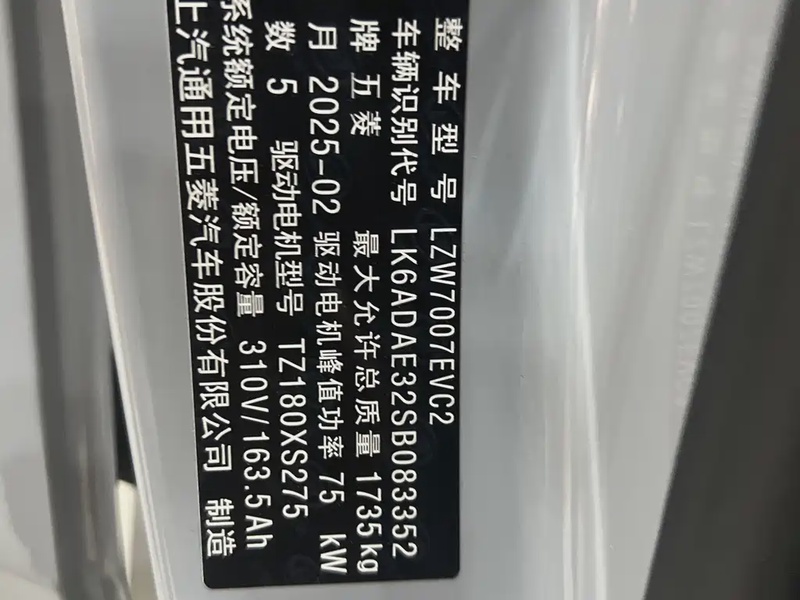 整车型号 LZW7007EVC2
车辆识别代号 LK6ADAE32SB083352
牌 五菱 最大允许总质量 1735kg
月 2025-02 驱动电机峰值功率 75 kW
数 5 驱动电机型号 TZ180XS275
系统额定电压/额定容量 310V/163.5Ah
上汽通用五菱汽车股份有限公司 制造